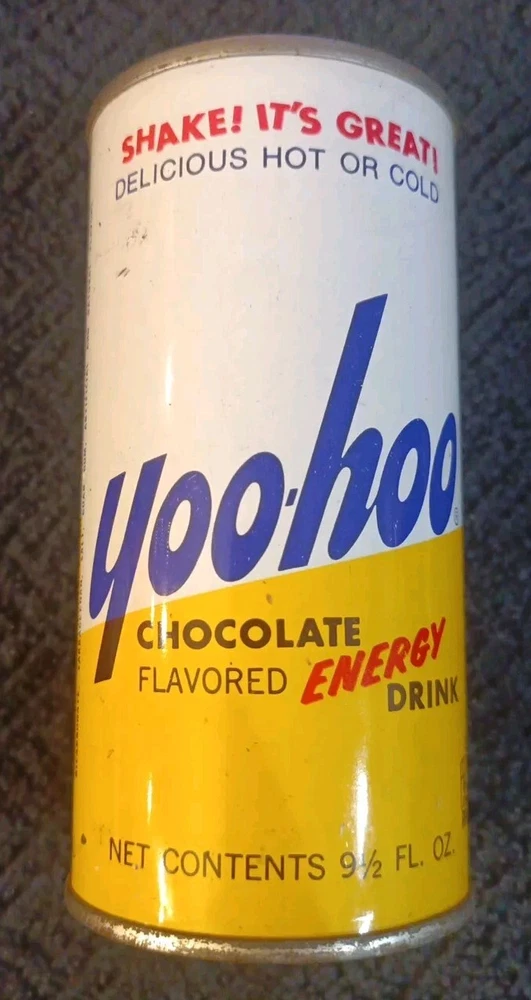 SHAKE! IT'S GREAT!
DELICIOUS HOT OR COLD
yoo-hoo®
CHOCOLATE
FLAVORED ENERGY
DRINK
NET CONTENTS 9½ FL. OZ.